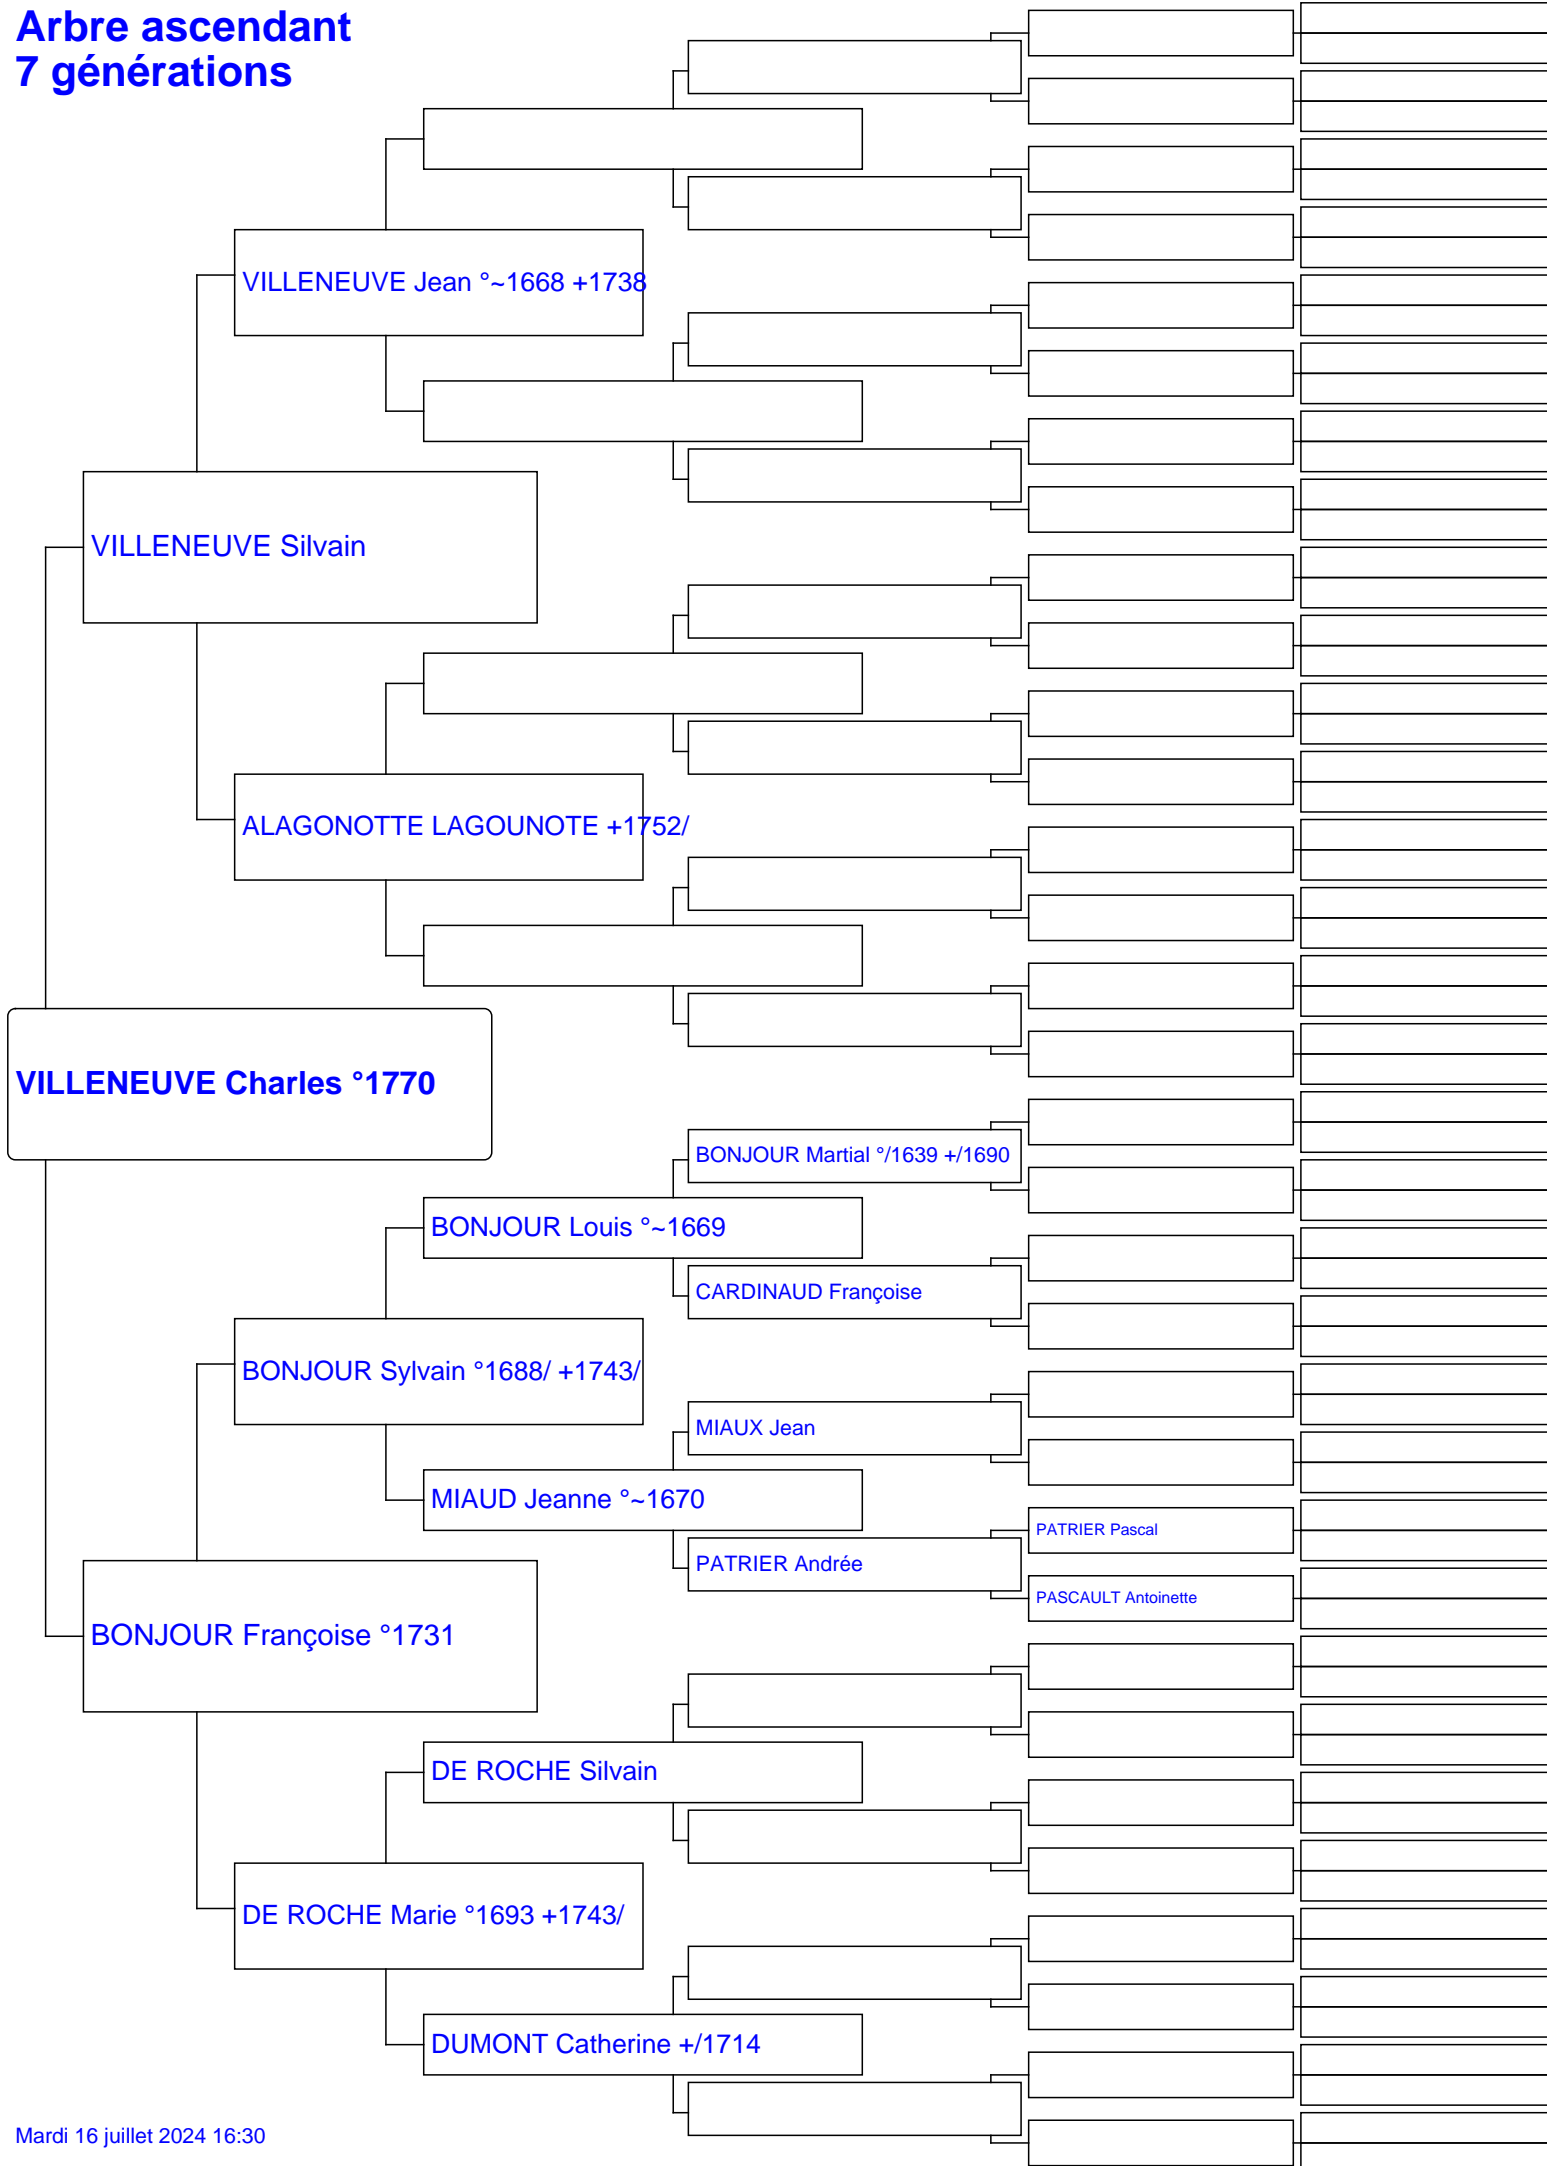 Arbre ascendant
7 générations
VILLENEUVE Jean °~1668 +1738
VILLENEUVE Silvain
ALAGONOTTE LAGOUNOTE +1752/
VILLENEUVE Charles °1770
BONJOUR Martial °/1639 +/1690
BONJOUR Louis °~1669
CARDINAUD Françoise
BONJOUR Sylvain °1688/ +1743/
MIAUX Jean
MIAUD Jeanne °~1670
PATRIER Pascal
PATRIER Andrée
PASCAULT Antoinette
BONJOUR Françoise °1731
DE ROCHE Silvain
DE ROCHE Marie °1693 +1743/
DUMONT Catherine +/1714
Mardi 16 juillet 2024 16:30